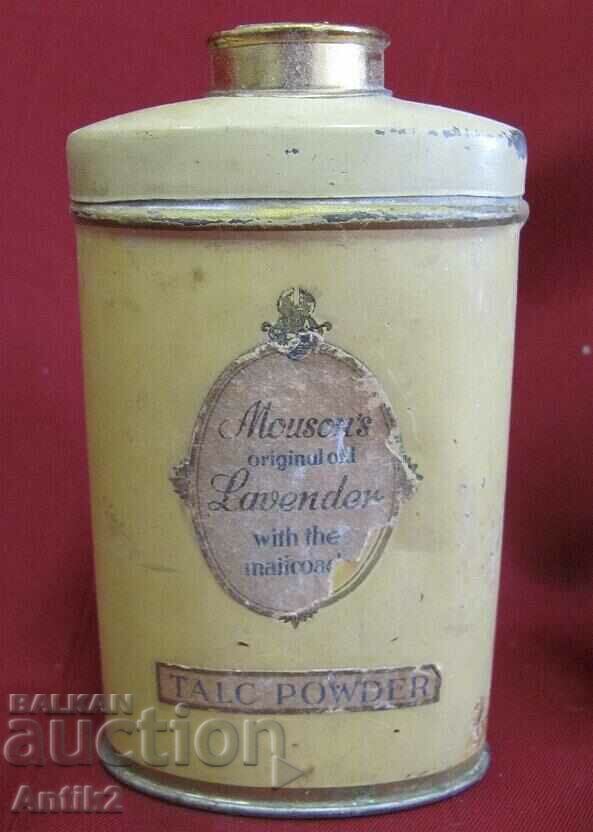 Mouson's
original old
Lavender
with the
mailcoach
TALC POWDER
BALKAN
auction
Antik2